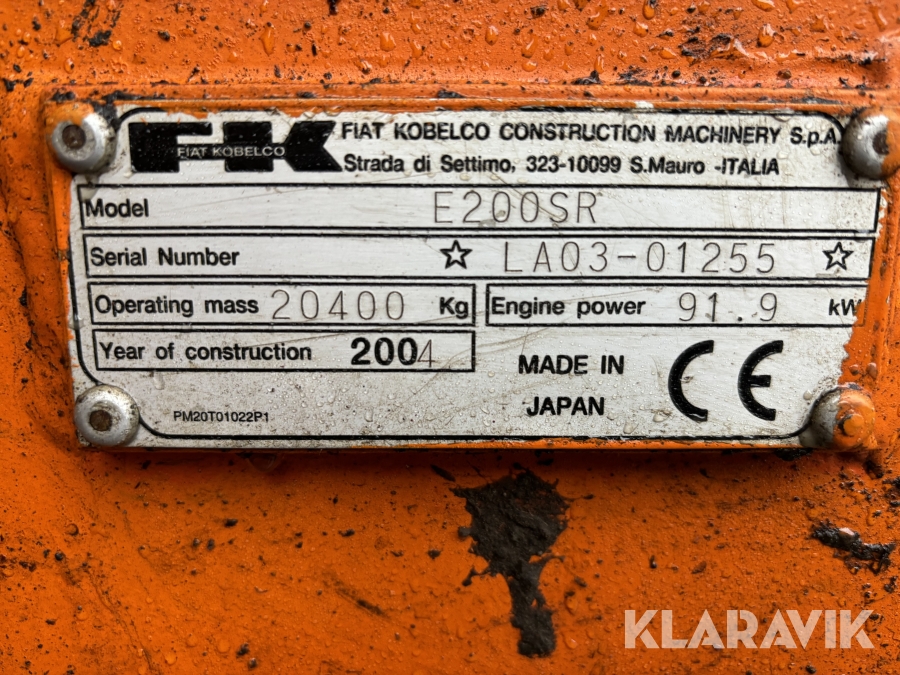 FK
FIAT KOBELCO
FIAT KOBELCO CONSTRUCTION MACHINERY S.p.A.
Strada di Settimo, 323-10099 S.Mauro -ITALIA
Model E200SR
Serial Number ☆ LA03-01255 ☆
Operating mass 20400 Kg Engine power 91.9 kW
Year of construction 2004
MADE IN
JAPAN
CE
PM20T01022P1
KLARAVIK